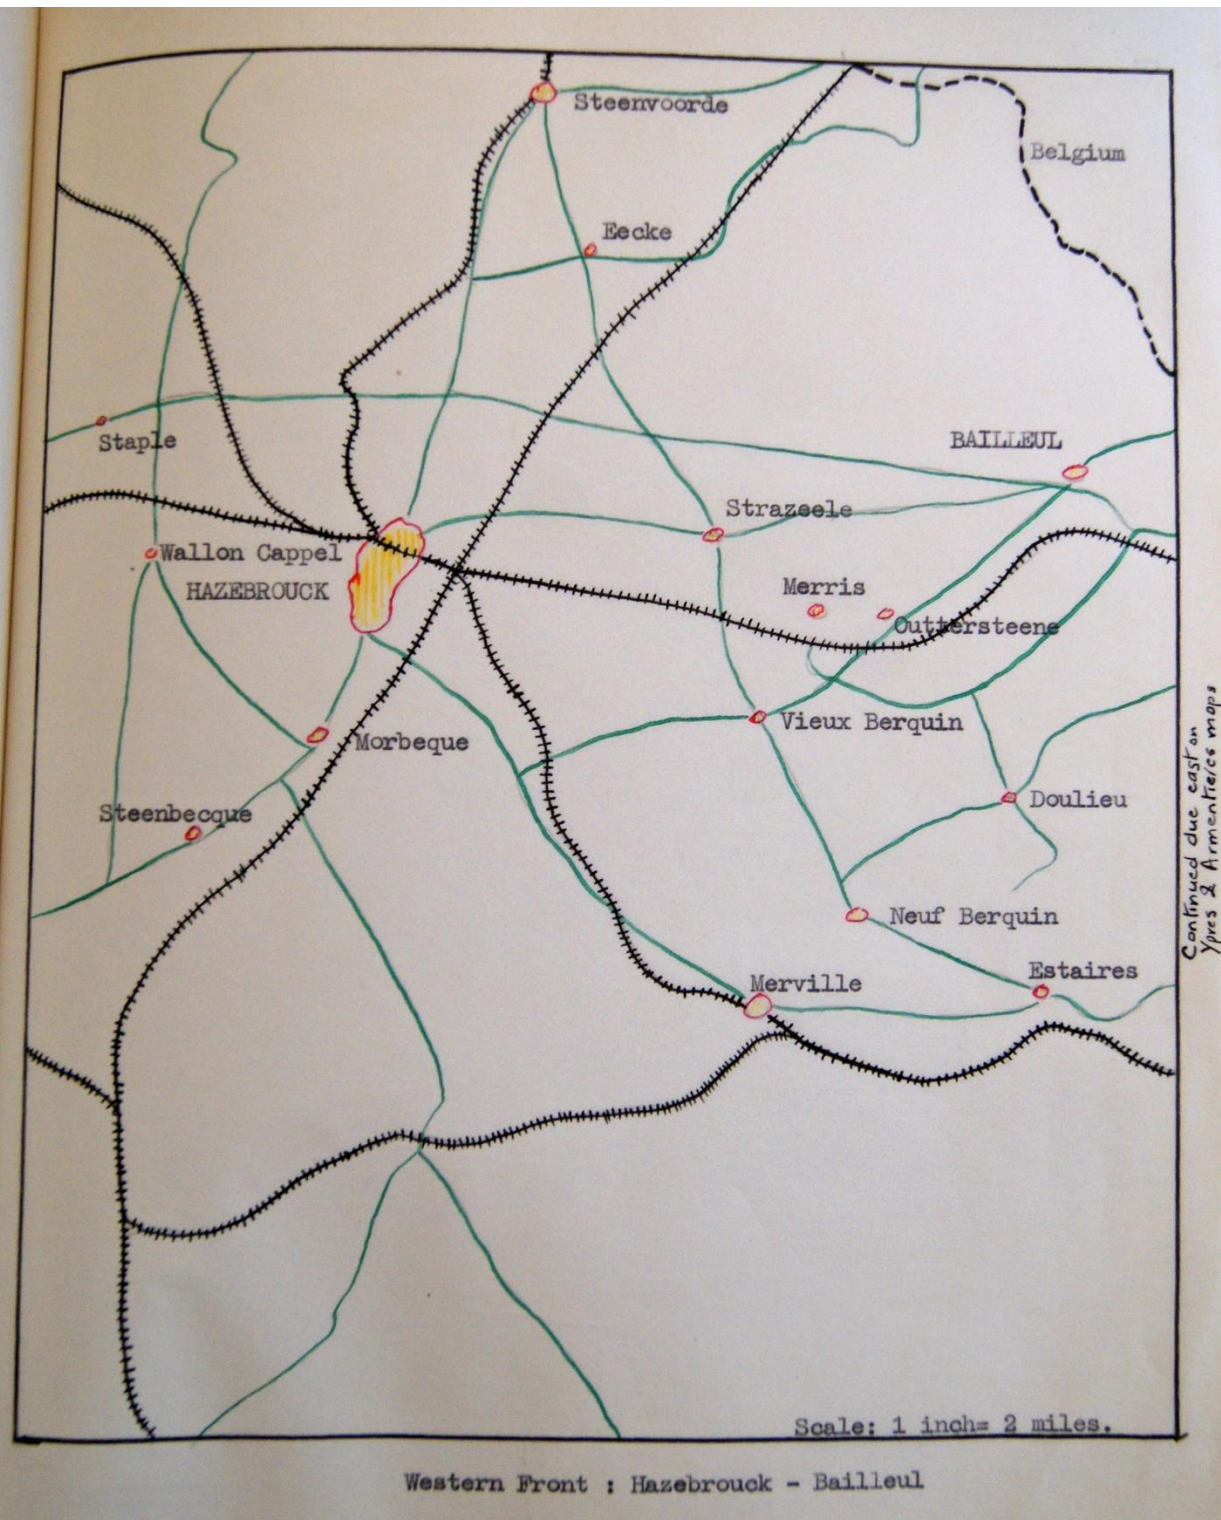 Steenvoorde
Belgium
Eecke
Staple
BAILLEUL
Strazeele
Wallon Cappel
HAZEBROUCK
Merris
Outtersteene
Vieux Berquin
Morbeque
Steenbecque
Doulieu
Neuf Berquin
Estaires
Merville
Continued due east on
Ypres & Armentieres maps
Scale: 1 inch= 2 miles.
Western Front : Hazebrouck - Bailleul